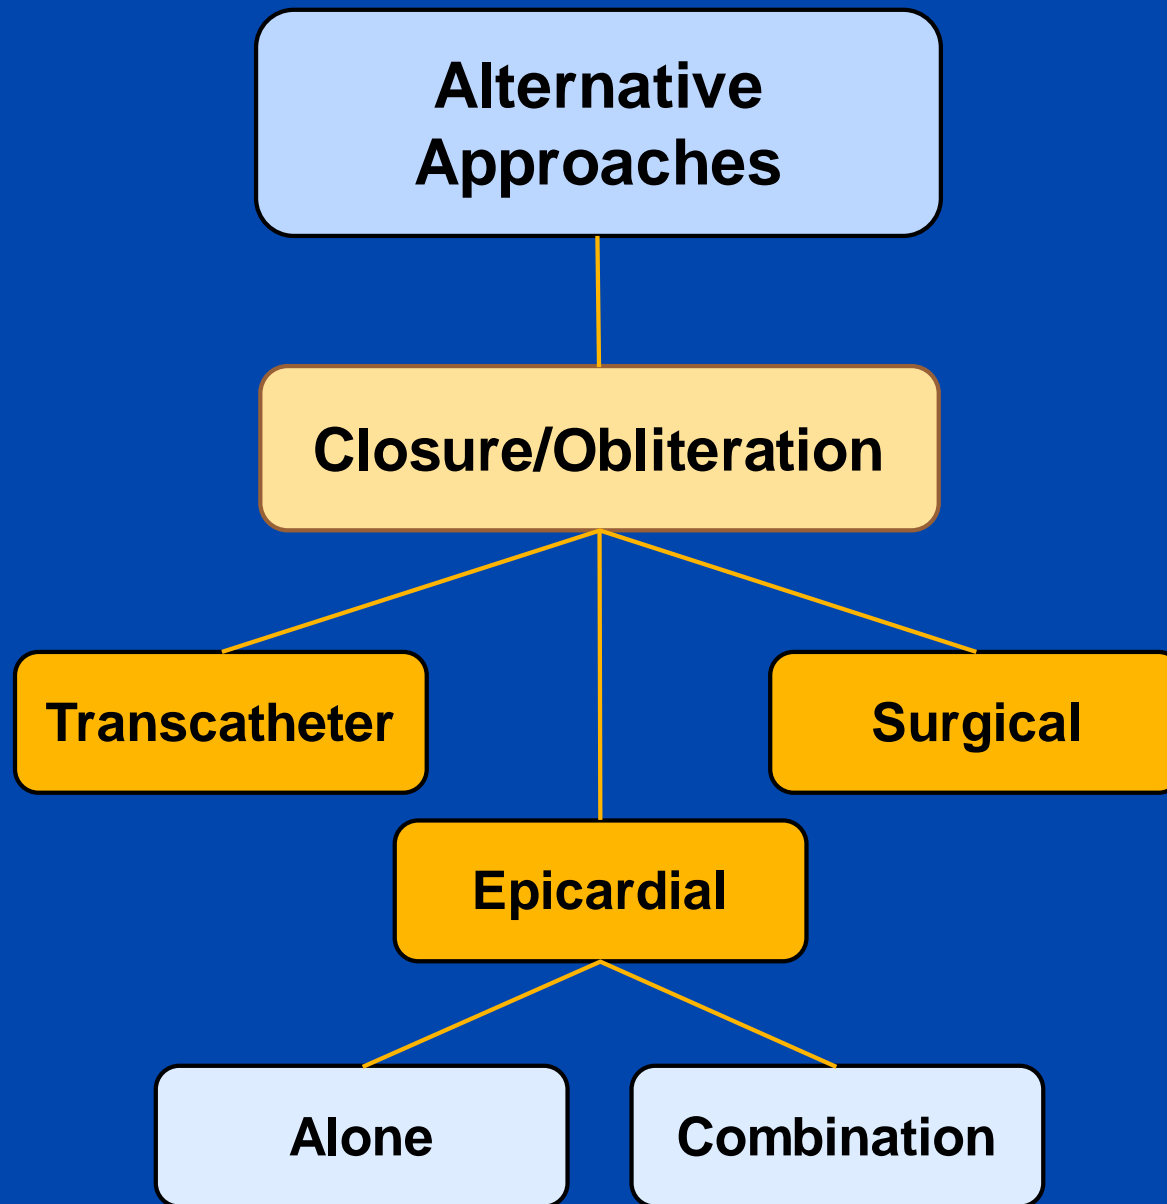 Alternative
Approaches
Closure/Obliteration
Transcatheter
Surgical
Epicardial
Alone
Combination